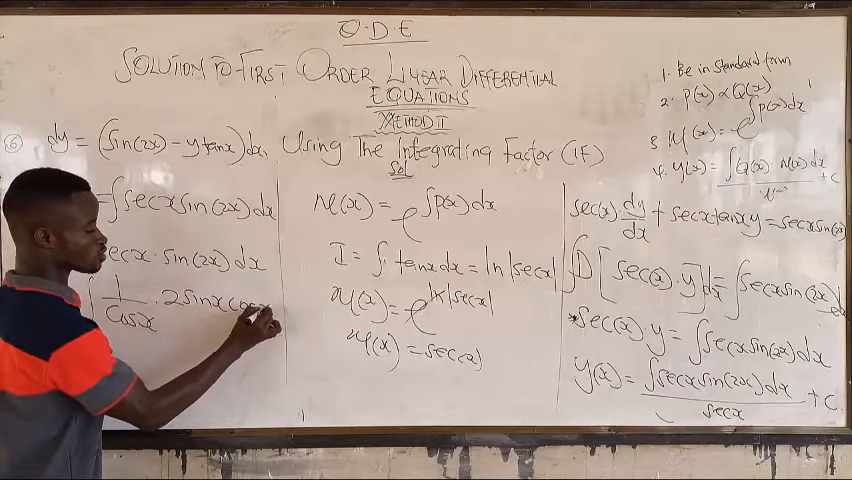 O.D.E
SOLUTION TO FIRST ORDER LINEAR DIFFERENTIAL
EQUATIONS
METHOD II
⑥ dy = (sin(2x) - y tanx)dx, Using The Integrating Factor (IF)
Sol
= ∫secx sin(2x)dx
ecx · sin(2x)dx
∫ 1/cosx · 2sinx cosx
μ(x) = e^∫p(x)dx
I = ∫ tanx dx = ln|secx|
μ(x) = e^ln|secx|
μ(x) = sec(x)
1. Be in standard form
2. P(x) ∝ Q(x)
3. μ(x) = e^∫p(x)dx
4. y(x) = ∫Q(x)·μ(x)dx / μ(x) + C
sec(x) dy/dx + secx tanx y = secx sin(2x)
∫D[sec(x)·y]dx = ∫secx sin(2x)dx
sec(x)·y = ∫secx sin(2x)dx
y(x) = ∫secx sin(2x)dx / secx + C